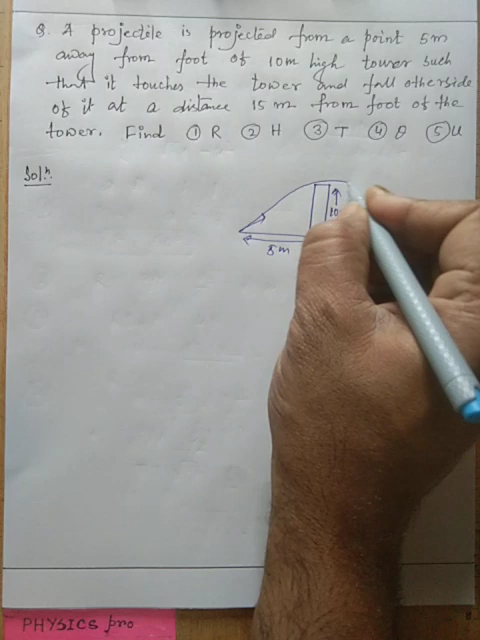 Q. A projectile is projected from a point 5m
away from foot of 10m high tower such
that it touches the tower and fall otherside
of it at a distance 15m from foot of the
tower. Find ① R ② H ③ T ④ θ ⑤ u
Solⁿ.
10
5m
PHYSICS pro